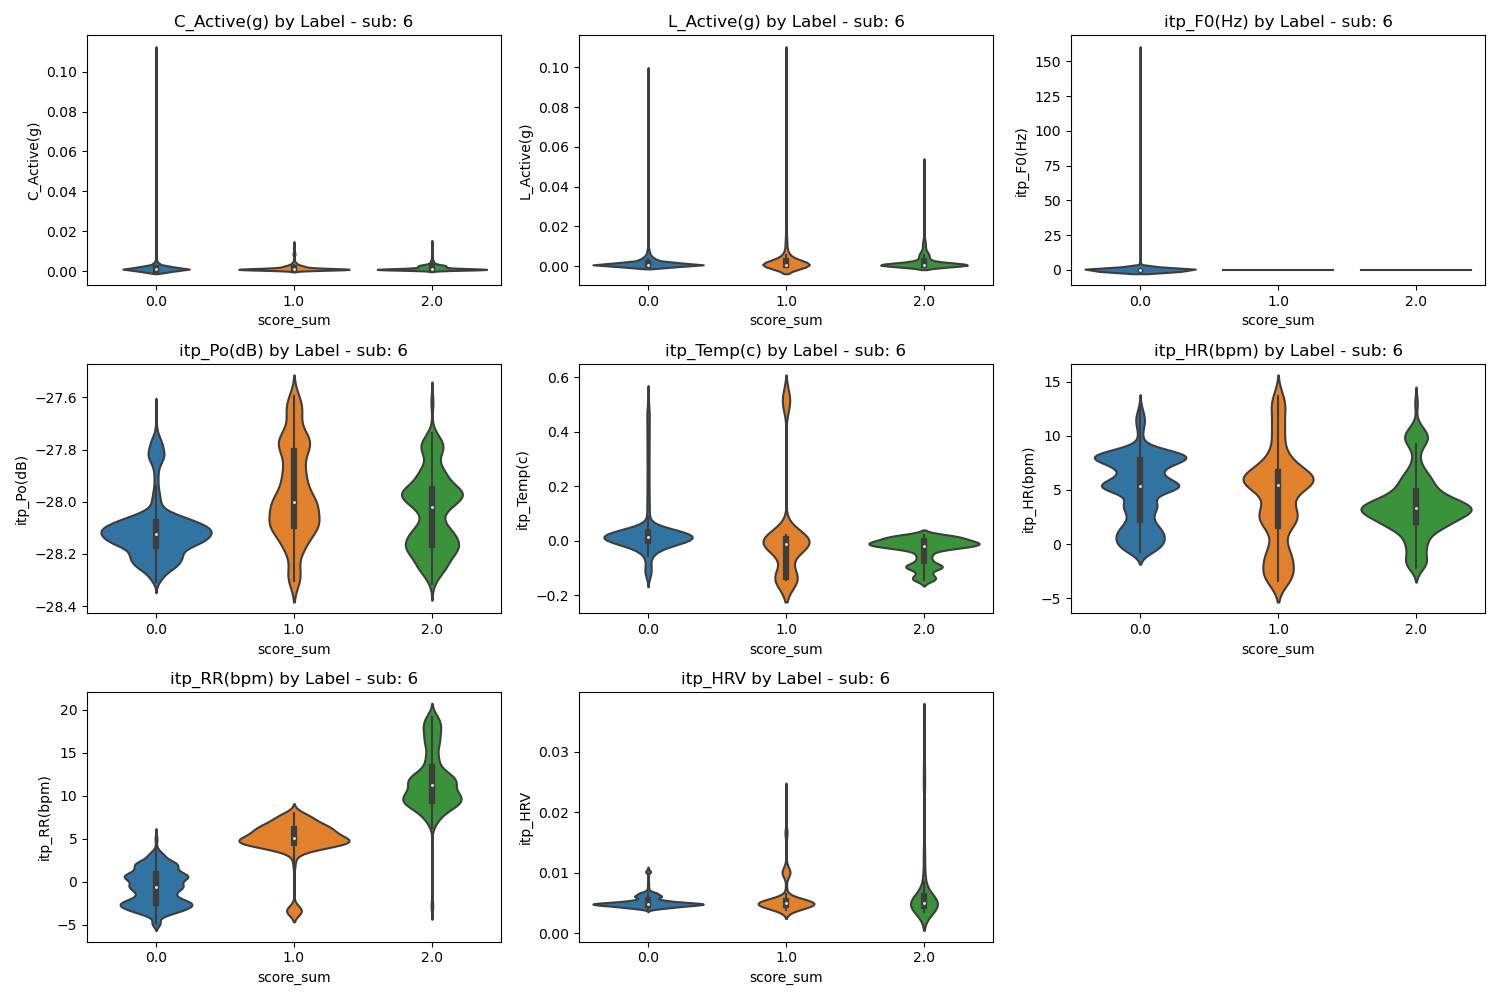 C_Active(g) by Label - sub: 6
C_Active(g)
0.10
0.08
0.06
0.04
0.02
0.00
0.0 1.0 2.0
score_sum
L_Active(g) by Label - sub: 6
L_Active(g)
0.10
0.08
0.06
0.04
0.02
0.00
0.0 1.0 2.0
score_sum
itp_F0(Hz) by Label - sub: 6
itp_F0(Hz)
150
125
100
75
50
25
0
0.0 1.0 2.0
score_sum
itp_Po(dB) by Label - sub: 6
itp_Po(dB)
−27.6
−27.8
−28.0
−28.2
−28.4
0.0 1.0 2.0
score_sum
itp_Temp(c) by Label - sub: 6
itp_Temp(c)
0.6
0.4
0.2
0.0
−0.2
0.0 1.0 2.0
score_sum
itp_HR(bpm) by Label - sub: 6
itp_HR(bpm)
15
10
5
0
−5
0.0 1.0 2.0
score_sum
itp_RR(bpm) by Label - sub: 6
itp_RR(bpm)
20
15
10
5
0
−5
0.0 1.0 2.0
score_sum
itp_HRV by Label - sub: 6
itp_HRV
0.03
0.02
0.01
0.00
0.0 1.0 2.0
score_sum